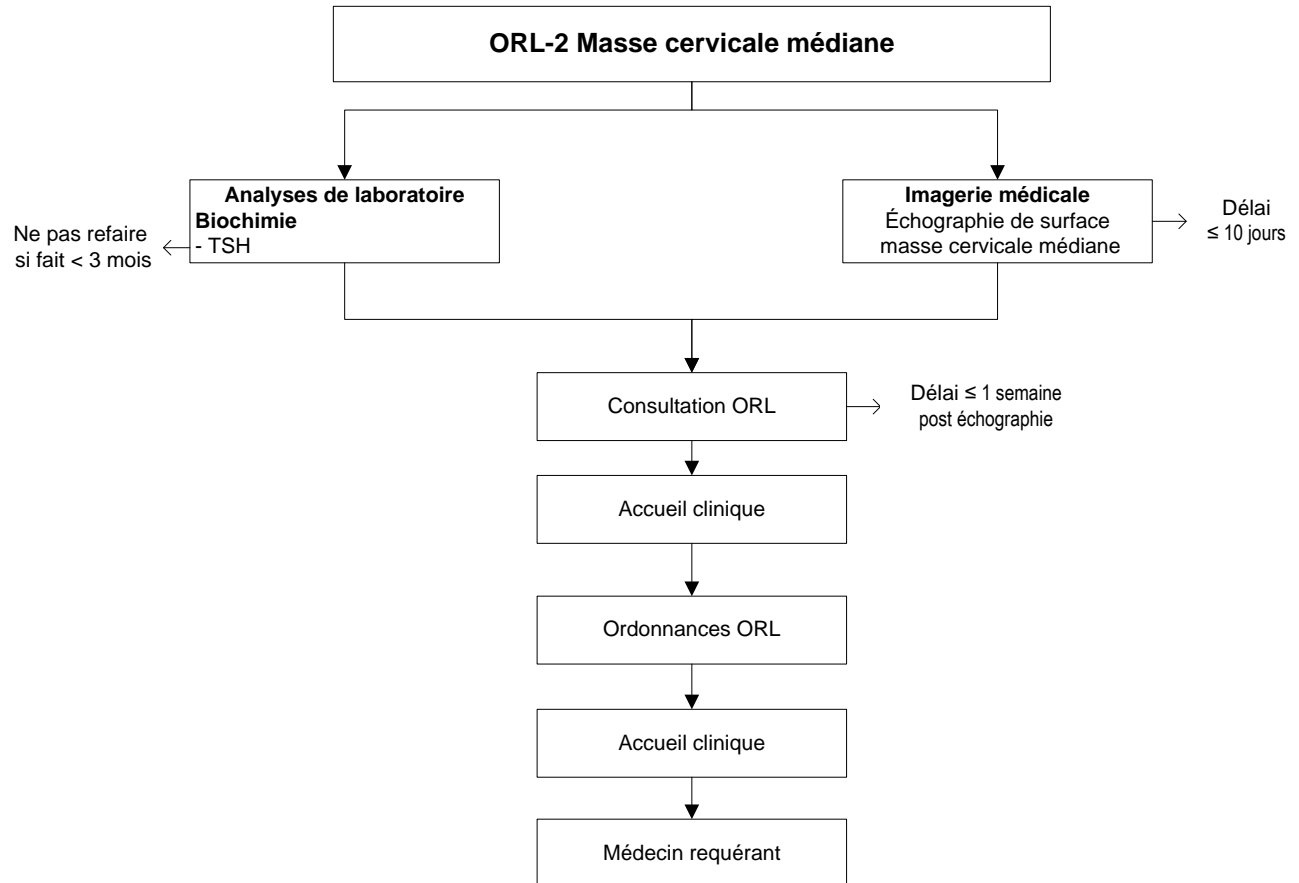 ORL-2 Masse cervicale médiane
Analyses de laboratoire
Biochimie
- TSH
Ne pas refaire
si fait < 3 mois
Imagerie médicale
Échographie de surface
masse cervicale médiane
Délai
≤ 10 jours
Consultation ORL
Délai ≤ 1 semaine
post échographie
Accueil clinique
Ordonnances ORL
Accueil clinique
Médecin requérant